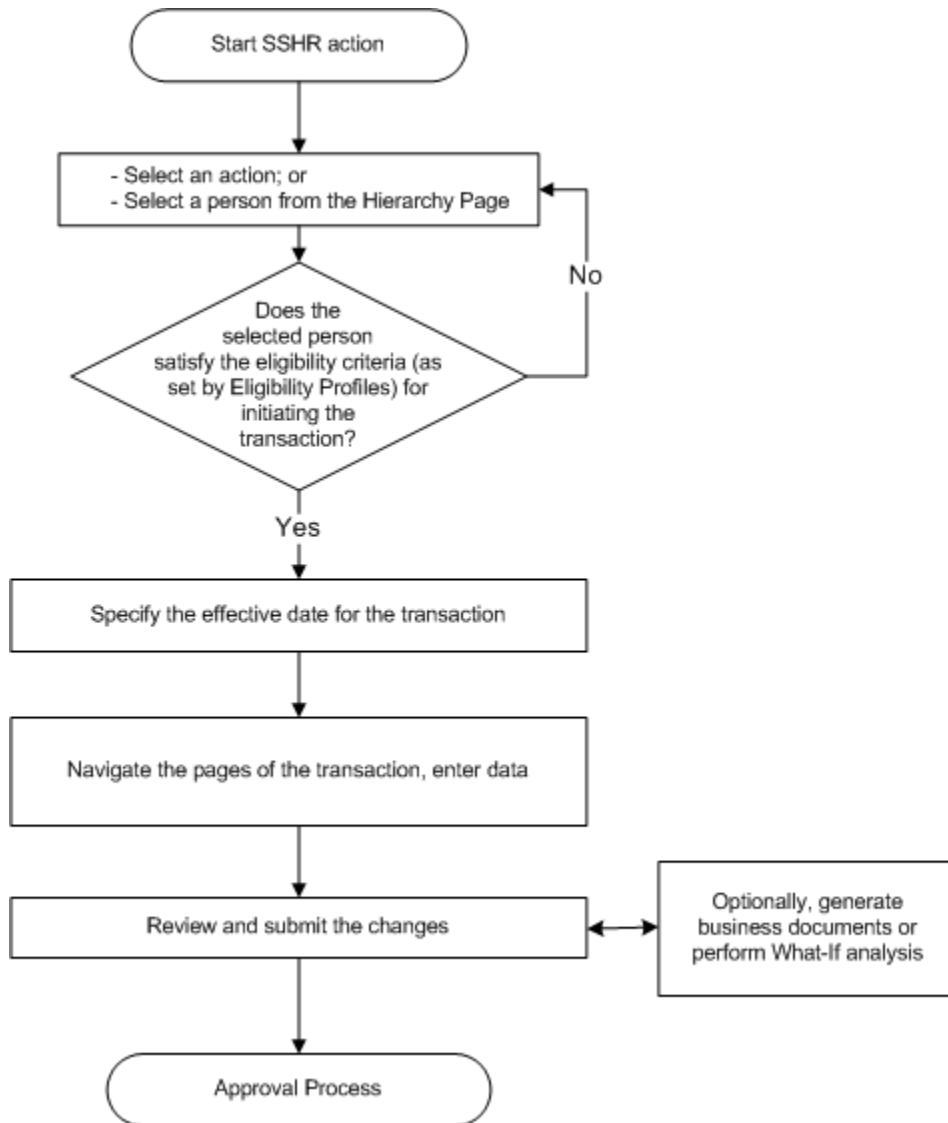 Start SSHR action
- Select an action; or
- Select a person from the Hierarchy Page
No
Does the
selected person
satisfy the eligibility criteria (as
set by Eligibility Profiles) for
initiating the
transaction?
Yes
Specify the effective date for the transaction
Navigate the pages of the transaction, enter data
Review and submit the changes
Optionally, generate
business documents or
perform What-If analysis
Approval Process